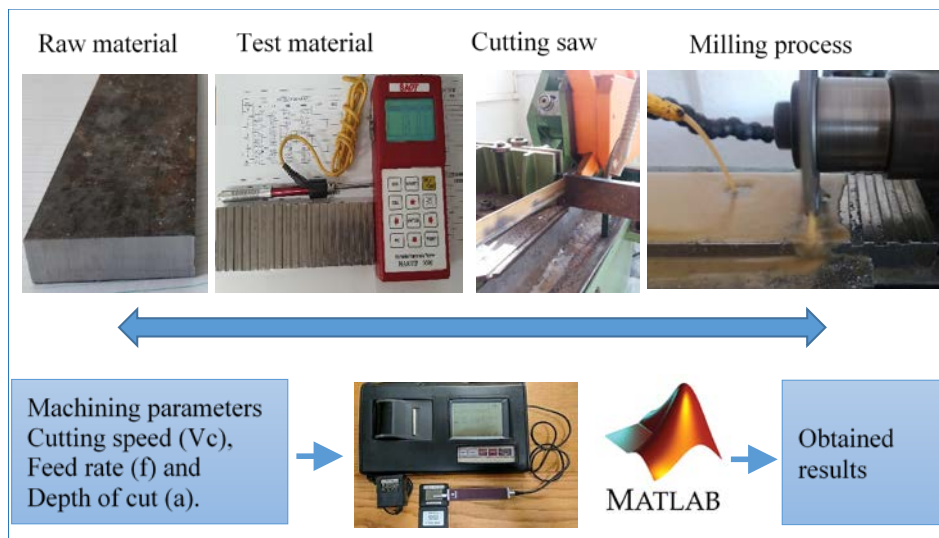 Raw material
Test material
Cutting saw
Milling process
Machining parameters
Cutting speed (Vc),
Feed rate (f) and
Depth of cut (a).
MATLAB
Obtained
results